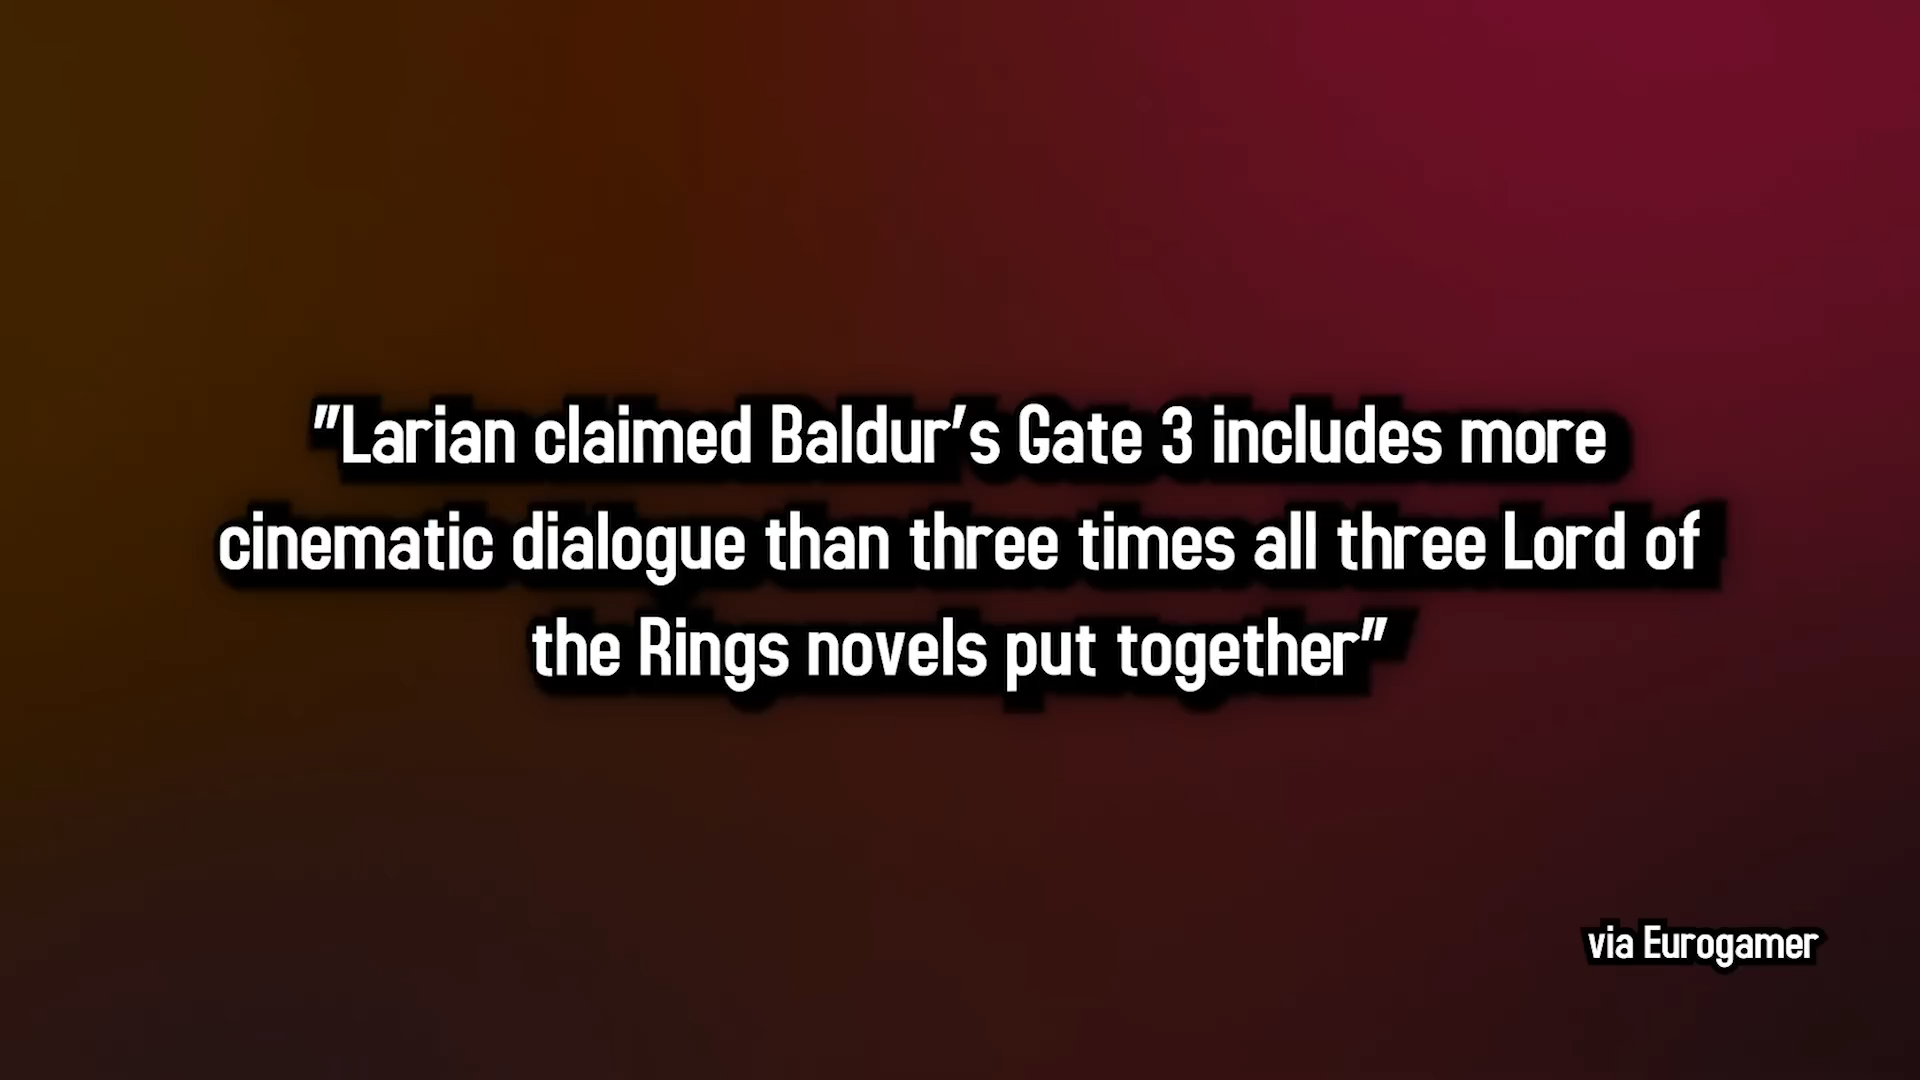 "Larian claimed Baldur's Gate 3 includes more
cinematic dialogue than three times all three Lord of
the Rings novels put together"
via Eurogamer